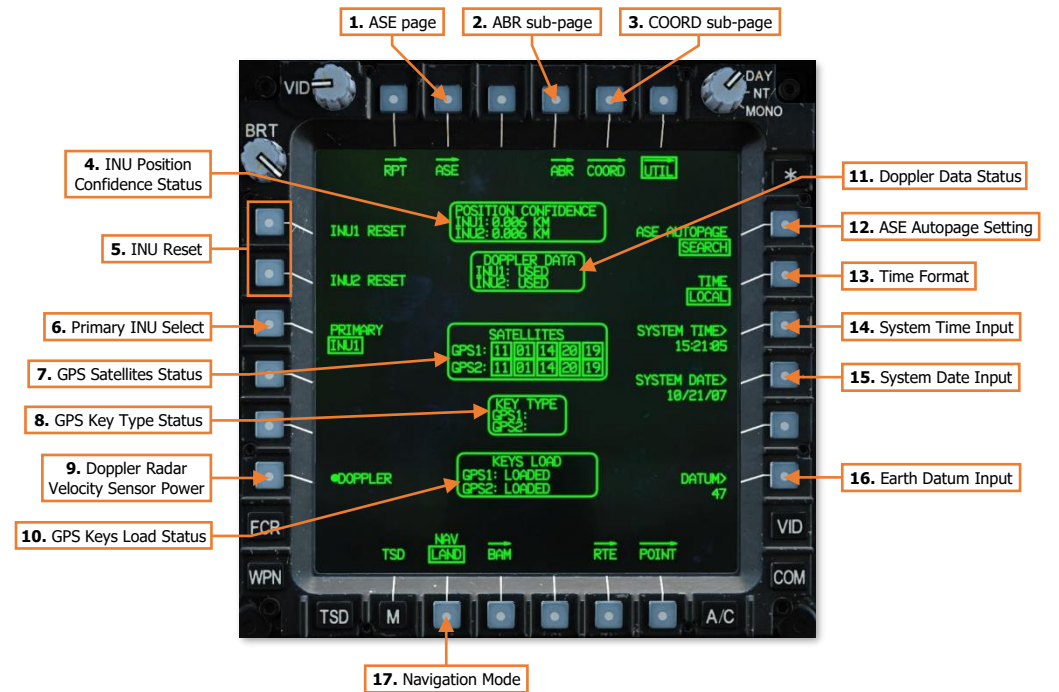 1. ASE page
2. ABR sub-page
3. COORD sub-page
VID
DAY
NT
MONO
BRT
RPT
ASE
ABR
COORD
UTIL
*
4. INU Position
Confidence Status
5. INU Reset
6. Primary INU Select
7. GPS Satellites Status
8. GPS Key Type Status
9. Doppler Radar
Velocity Sensor Power
10. GPS Keys Load Status
INU1 RESET
INU2 RESET
PRIMARY
INU1
DOPPLER
POSITION CONFIDENCE
INU1:0.006 KM
INU2:0.006 KM
DOPPLER DATA
INU1: USED
INU2: USED
SATELLITES
GPS1: 11 01 14 20 19
GPS2: 11 01 14 20 19
KEY TYPE
GPS1:
GPS2:
KEYS LOAD
GPS1: LOADED
GPS2: LOADED
ASE AUTOPAGE
SEARCH
TIME
LOCAL
SYSTEM TIME>
15:21:05
SYSTEM DATE>
10/21/07
DATUM>
47
11. Doppler Data Status
12. ASE Autopage Setting
13. Time Format
14. System Time Input
15. System Date Input
16. Earth Datum Input
FCR
WPN
VID
COM
TSD
NAV
LAND
BAM
RTE
POINT
TSD
M
A/C
17. Navigation Mode